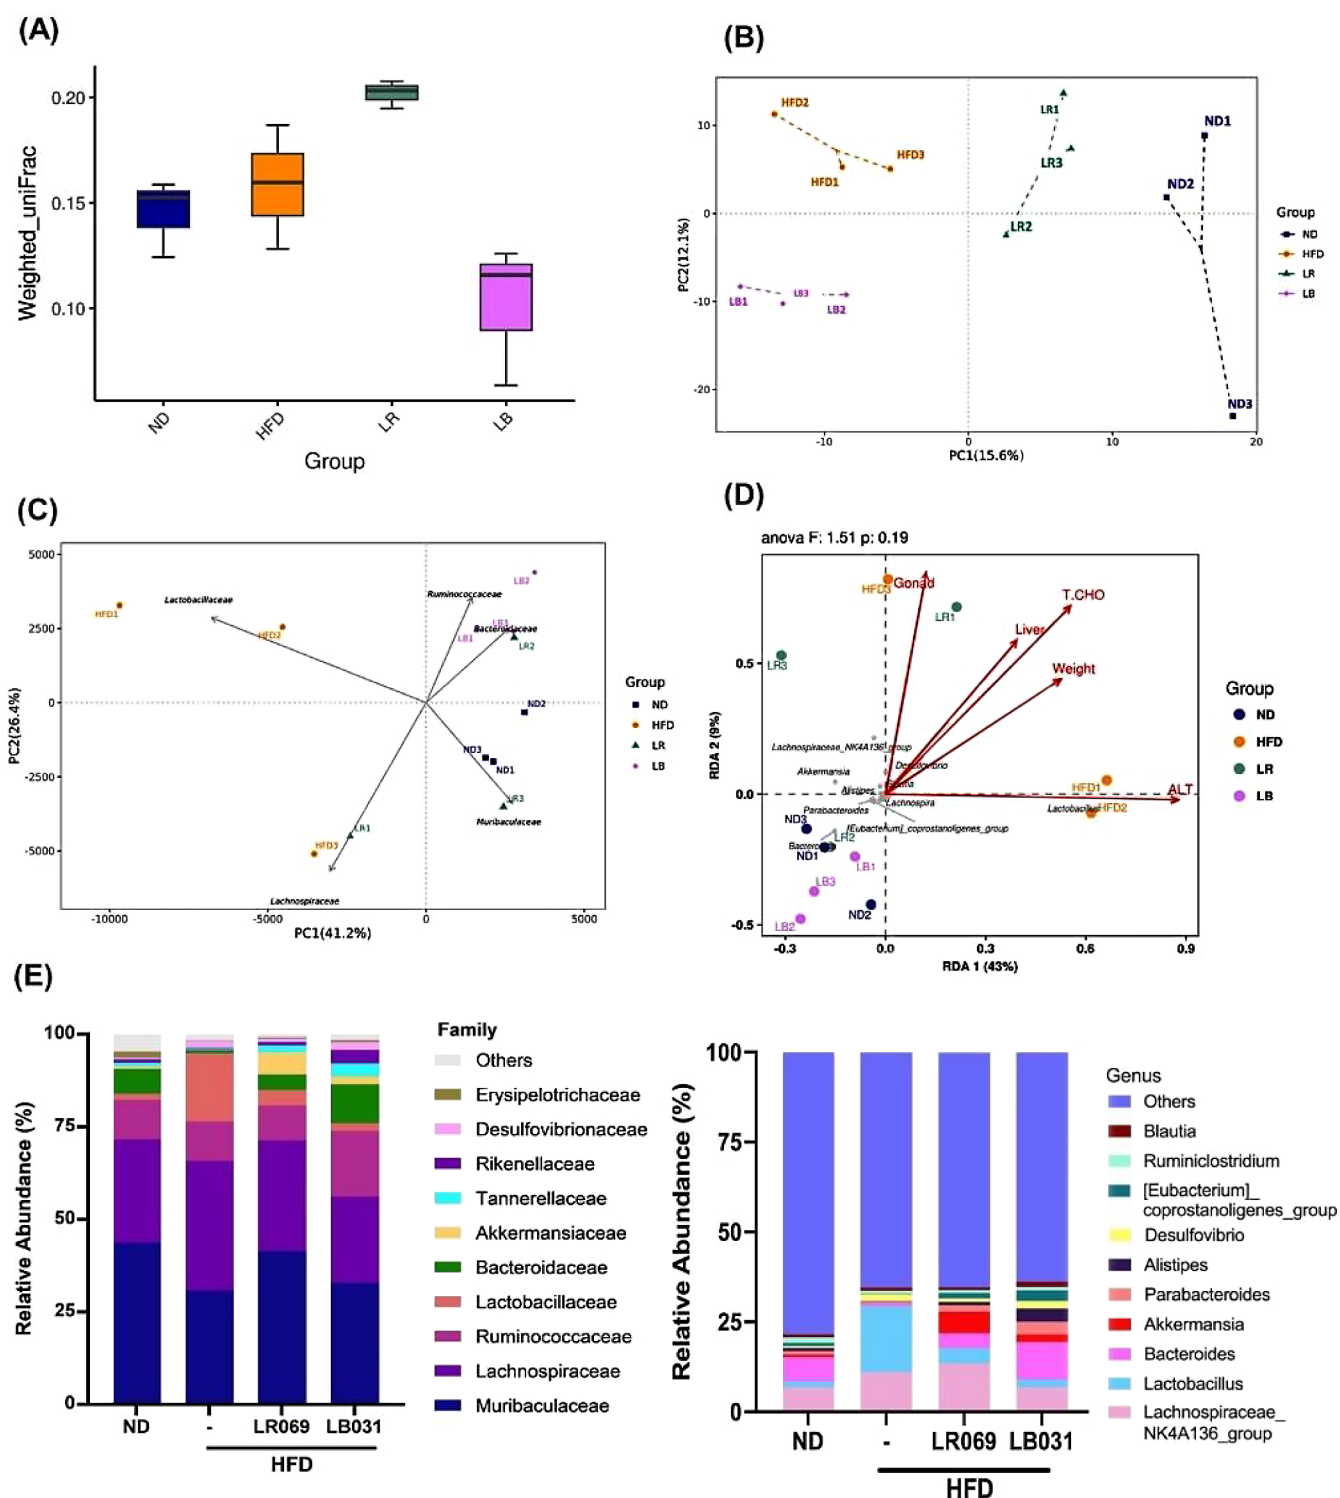 (A)
Weighted_uniFrac
0.20
0.15
0.10
ND
HFD
LR
LB
Group
(B)
PC2(12.1%)
10
0
-10
-20
HFD2
HFD1
HFD3
LR1
LR3
LR2
ND1
ND2
ND3
LB1
LB3
LB2
-10
0
10
20
PC1(15.6%)
Group
ND
HFD
LR
LB
(C)
PC2(26.4%)
5000
2500
0
-2500
-5000
Lactobacillaceae
HFD1
HFD2
Ruminococcaceae
LB2
LB3
Bacteroidaceae
LB1
LR2
ND2
ND3
ND1
LR3
Muribaculaceae
LR1
HFD3
Lachnospiraceae
-10000
-5000
0
5000
PC1(41.2%)
Group
ND
HFD
LR
LB
(D)
anova F: 1.51 p: 0.19
RDA 2 (9%)
0.5
0.0
-0.5
HFD3
Gonad
LR1
T.CHO
Liver
LR3
Weight
Lachnospiraceae_NK4A136_group
Akkermansia
Desulfovibrio
Alistipes
Parabacteroides
Lachnospira
[Eubacterium]_coprostanoligenes_group
HFD1
ALT
Lactobacillus
HFD2
ND3
LR2
ND1
LB1
LB3
ND2
LB2
-0.3
0.0
0.3
0.6
0.9
RDA 1 (43%)
Group
ND
HFD
LR
LB
(E)
Relative Abundance (%)
100
75
50
25
0
ND
-
LR069
LB031
HFD
Family
Others
Erysipelotrichaceae
Desulfovibrionaceae
Rikenellaceae
Tannerellaceae
Akkermansiaceae
Bacteroidaceae
Lactobacillaceae
Ruminococcaceae
Lachnospiraceae
Muribaculaceae
Relative Abundance (%)
100
75
50
25
0
ND
-
LR069
LB031
HFD
Genus
Others
Blautia
Ruminiclostridium
[Eubacterium]_
coprostanoligenes_group
Desulfovibrio
Alistipes
Parabacteroides
Akkermansia
Bacteroides
Lactobacillus
Lachnospiraceae_
NK4A136_group